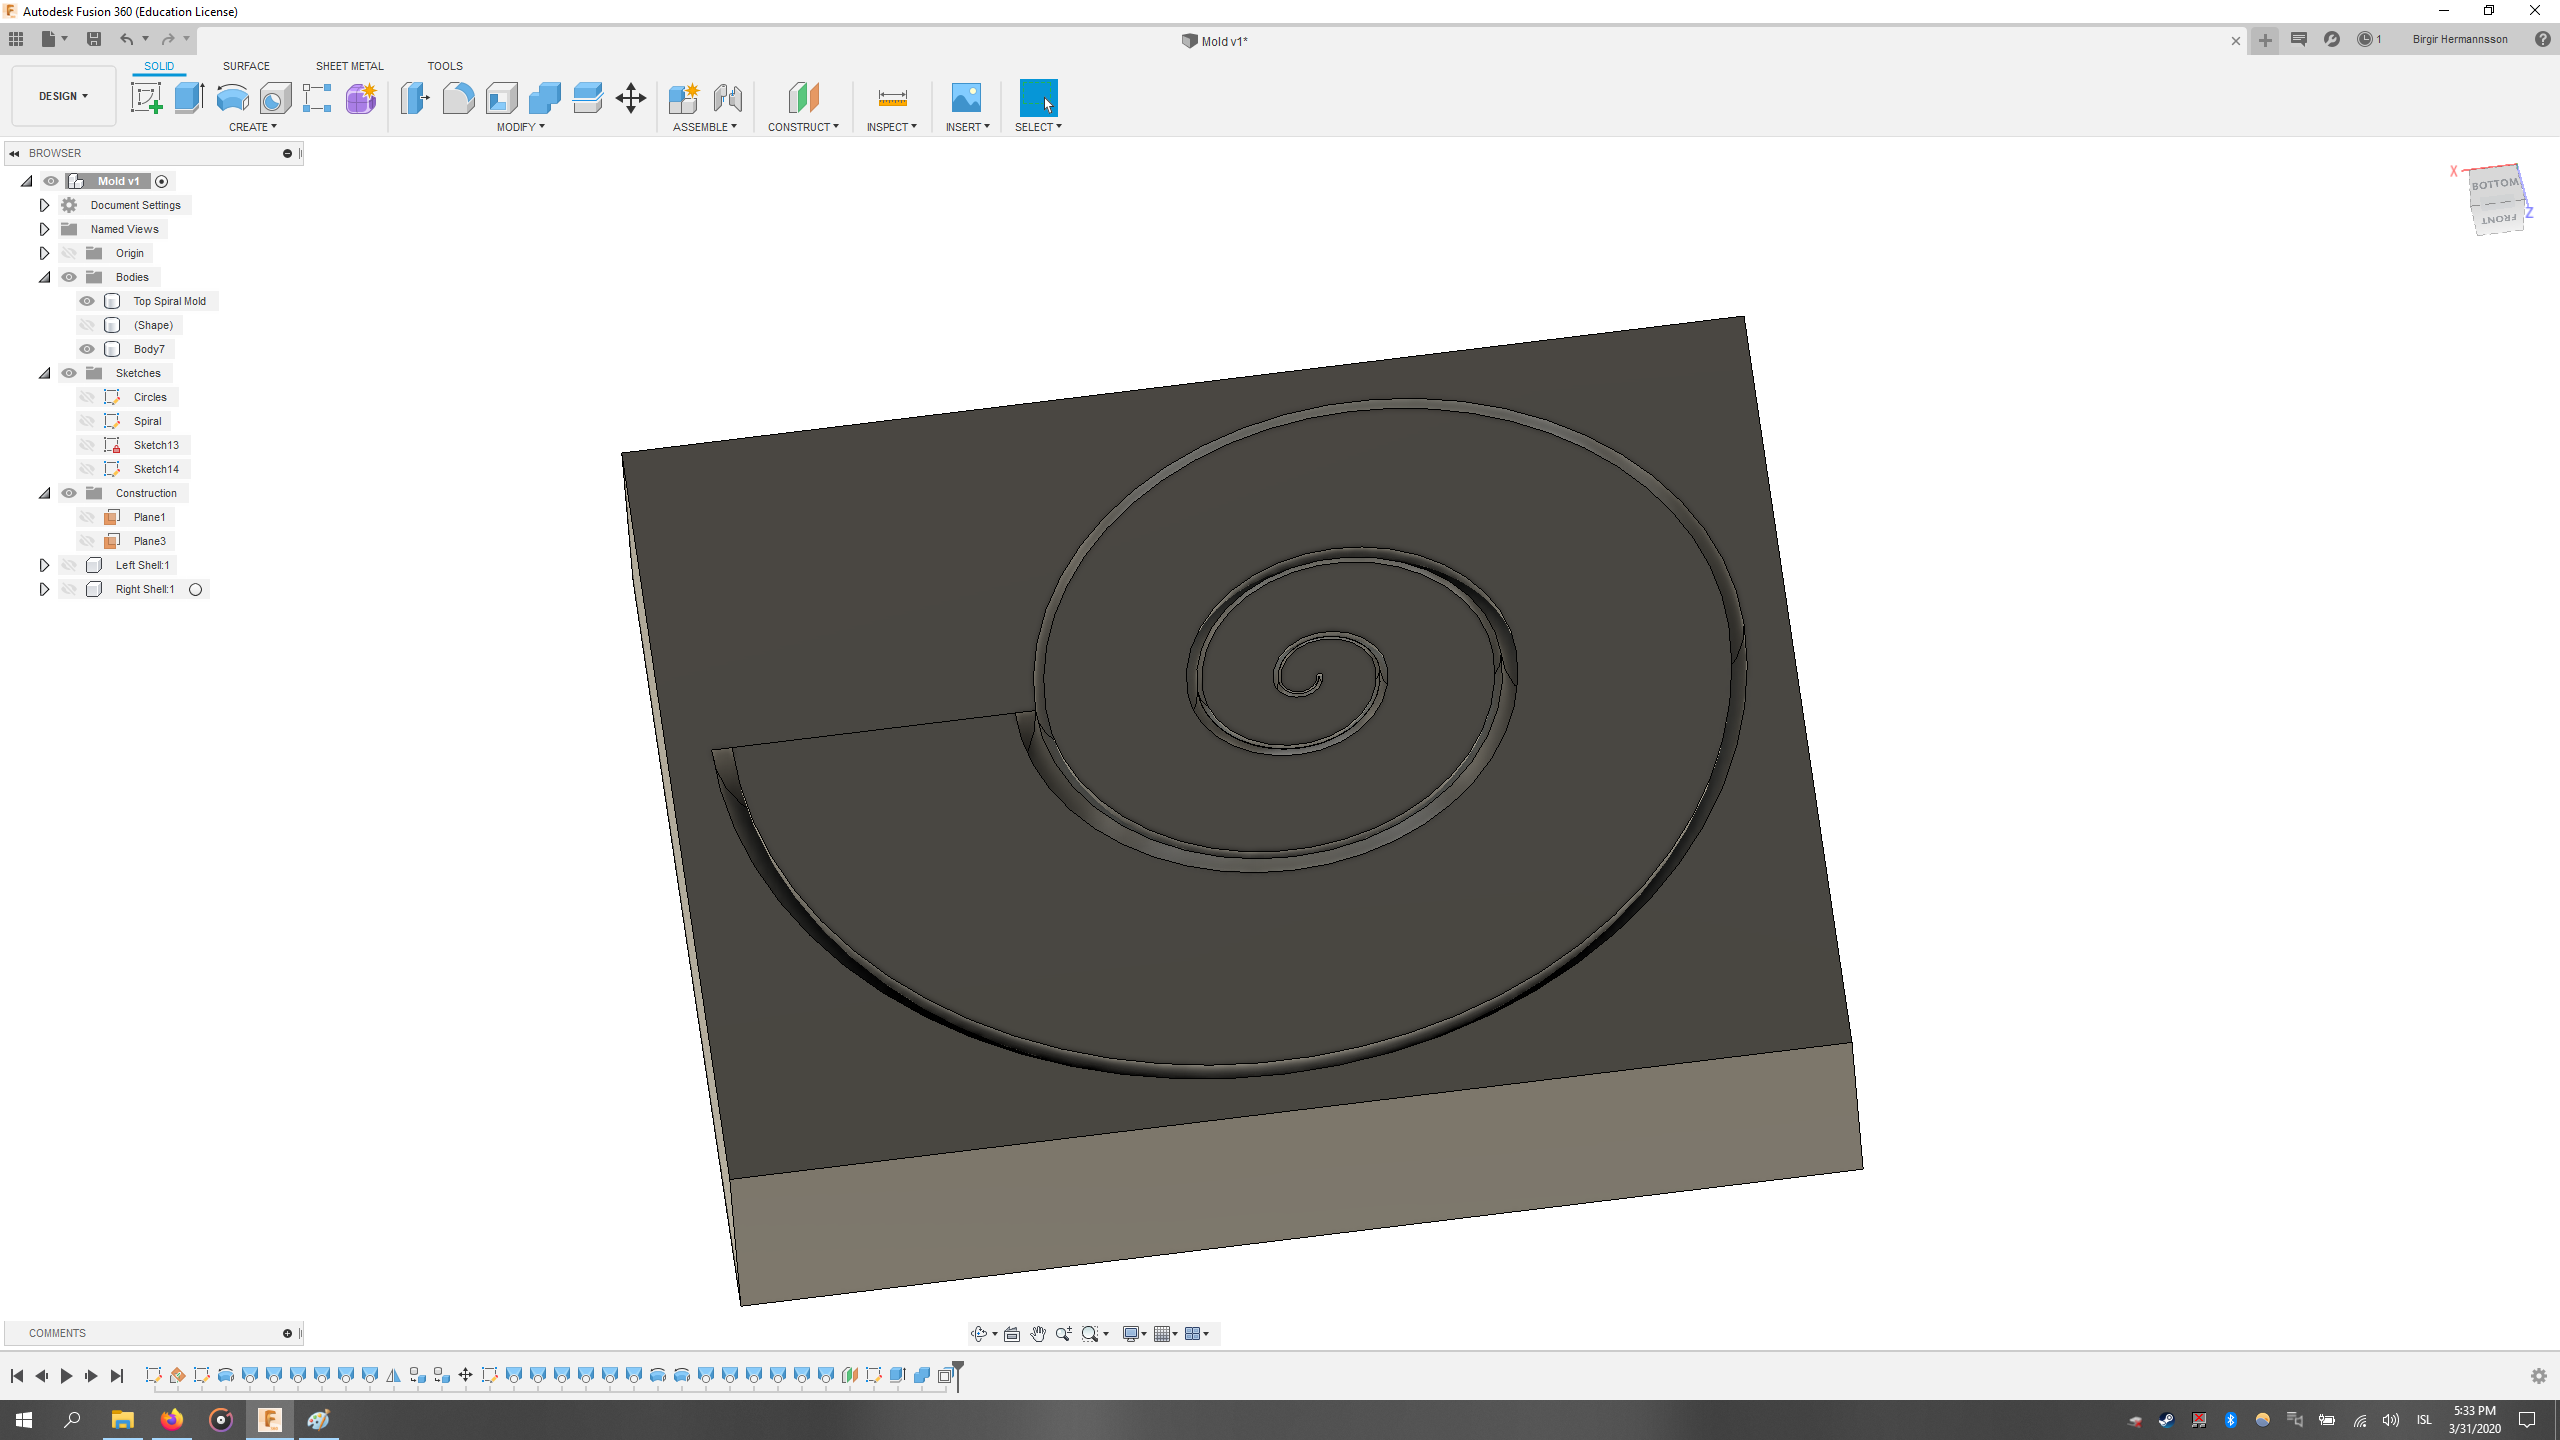 Autodesk Fusion 360 (Education License)
Mold v1*
1
Birgir Hermannsson
DESIGN
SOLID SURFACE SHEET METAL TOOLS
CREATE MODIFY ASSEMBLE CONSTRUCT INSPECT INSERT SELECT
BROWSER
Mold v1
Document Settings
Named Views
Origin
Bodies
Top Spiral Mold
(Shape)
Body7
Sketches
Circles
Spiral
Sketch13
Sketch14
Construction
Plane1
Plane3
Left Shell:1
Right Shell:1
X
BOTTOM
Z
FRONT
COMMENTS
ISL
5:33 PM
3/31/2020